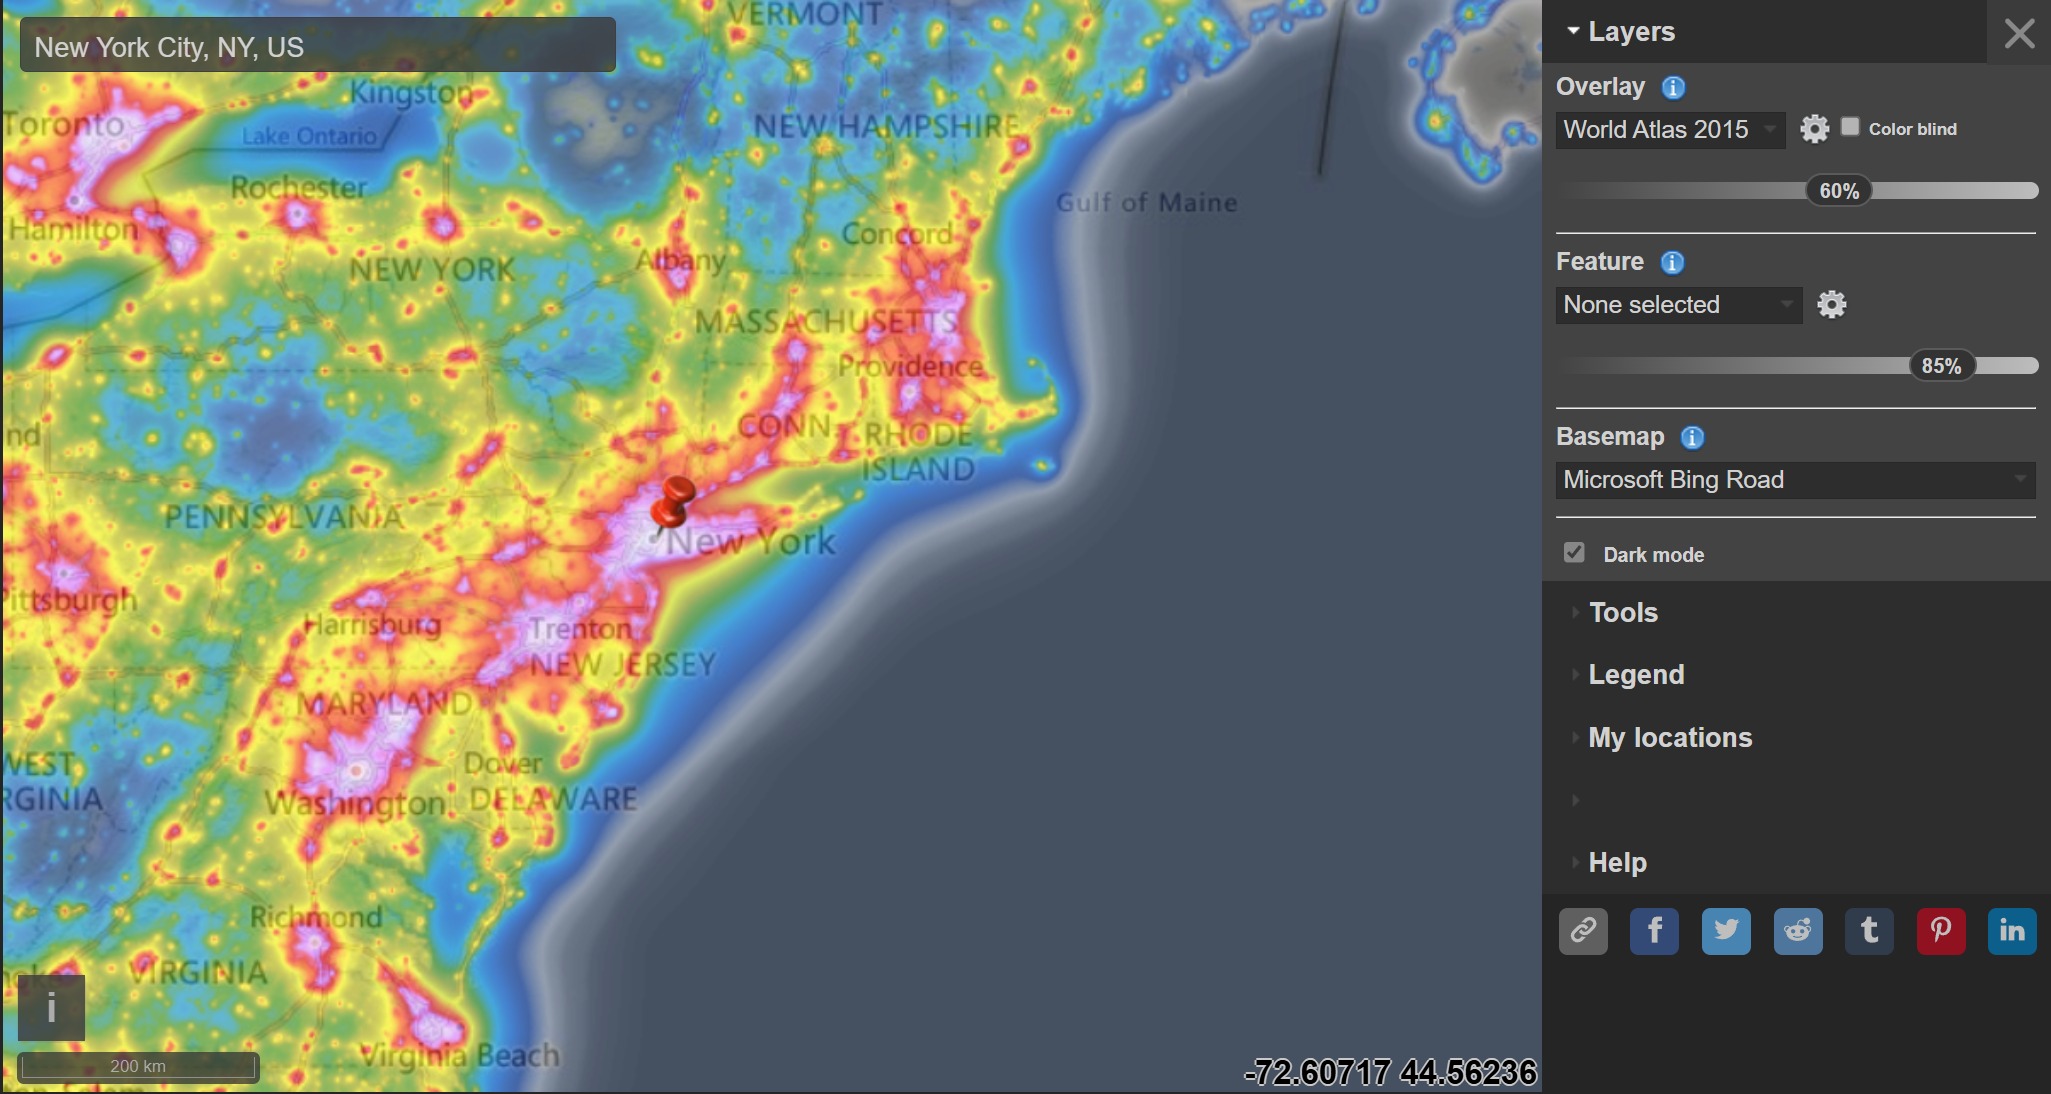 New York City, NY, US
VERMONT
Kingston
Toronto
Lake Ontario
NEW HAMPSHIRE
Rochester
Gulf of Maine
Hamilton
Concord
NEW YORK
Albany
MASSACHUSETTS
Providence
CONN.
RHODE
ISLAND
nd
PENNSYLVANIA
New York
Pittsburgh
Harrisburg
Trenton
NEW JERSEY
MARYLAND
WEST
RGINIA
Dover
Washington
DELAWARE
Richmond
VIRGINIA
i
Virginia Beach
200 km
-72.60717 44.56236
Layers
Overlay i
World Atlas 2015
Color blind
60%
Feature i
None selected
85%
Basemap i
Microsoft Bing Road
Dark mode
Tools
Legend
My locations
Help
f
t
in